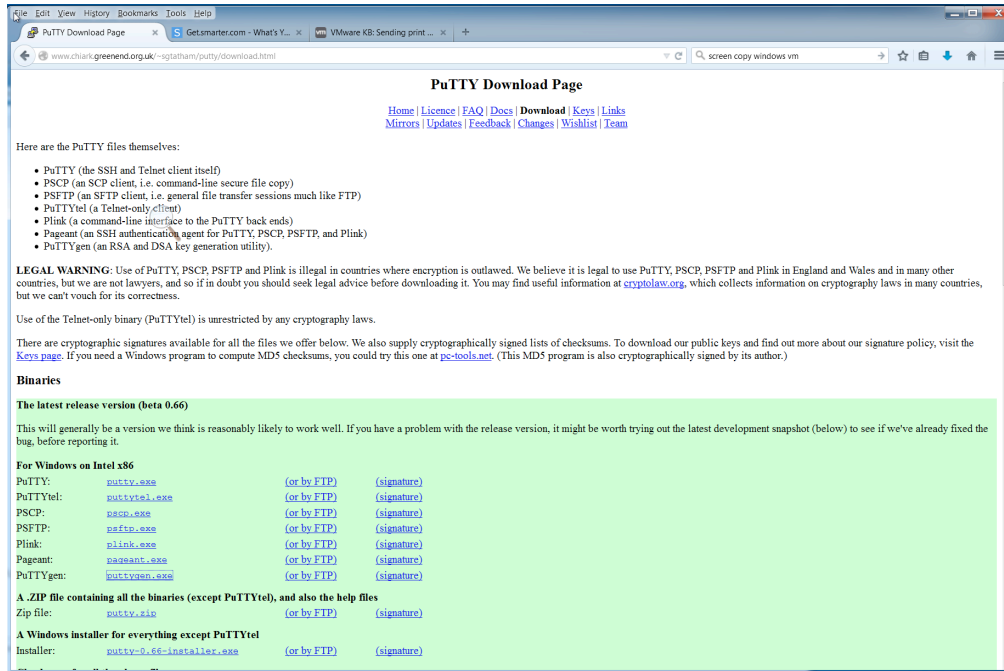 File Edit View History Bookmarks Tools Help
PuTTY Download Page × S Get.smarter.com - What's Y... × vm VMware KB: Sending print ... × +
www.chiark.greenend.org.uk/~sgtatham/putty/download.html screen copy windows vm
PuTTY Download Page
Home | Licence | FAQ | Docs | Download | Keys | Links
Mirrors | Updates | Feedback | Changes | Wishlist | Team
Here are the PuTTY files themselves:
• PuTTY (the SSH and Telnet client itself)
• PSCP (an SCP client, i.e. command-line secure file copy)
• PSFTP (an SFTP client, i.e. general file transfer sessions much like FTP)
• PuTTYtel (a Telnet-only client)
• Plink (a command-line interface to the PuTTY back ends)
• Pageant (an SSH authentication agent for PuTTY, PSCP, PSFTP, and Plink)
• PuTTYgen (an RSA and DSA key generation utility).
LEGAL WARNING: Use of PuTTY, PSCP, PSFTP and Plink is illegal in countries where encryption is outlawed. We believe it is legal to use PuTTY, PSCP, PSFTP and Plink in England and Wales and in many other
countries, but we are not lawyers, and so if in doubt you should seek legal advice before downloading it. You may find useful information at cryptolaw.org, which collects information on cryptography laws in many countries,
but we can't vouch for its correctness.
Use of the Telnet-only binary (PuTTYtel) is unrestricted by any cryptography laws.
There are cryptographic signatures available for all the files we offer below. We also supply cryptographically signed lists of checksums. To download our public keys and find out more about our signature policy, visit the
Keys page. If you need a Windows program to compute MD5 checksums, you could try this one at pc-tools.net. (This MD5 program is also cryptographically signed by its author.)
Binaries
The latest release version (beta 0.66)
This will generally be a version we think is reasonably likely to work well. If you have a problem with the release version, it might be worth trying out the latest development snapshot (below) to see if we've already fixed the
bug, before reporting it.
For Windows on Intel x86
PuTTY: putty.exe (or by FTP) (signature)
PuTTYtel: puttytel.exe (or by FTP) (signature)
PSCP: pscp.exe (or by FTP) (signature)
PSFTP: psftp.exe (or by FTP) (signature)
Plink: plink.exe (or by FTP) (signature)
Pageant: pageant.exe (or by FTP) (signature)
PuTTYgen: puttygen.exe (or by FTP) (signature)
A .ZIP file containing all the binaries (except PuTTYtel), and also the help files
Zip file: putty.zip (or by FTP) (signature)
A Windows installer for everything except PuTTYtel
Installer: putty-0.66-installer.exe (or by FTP) (signature)